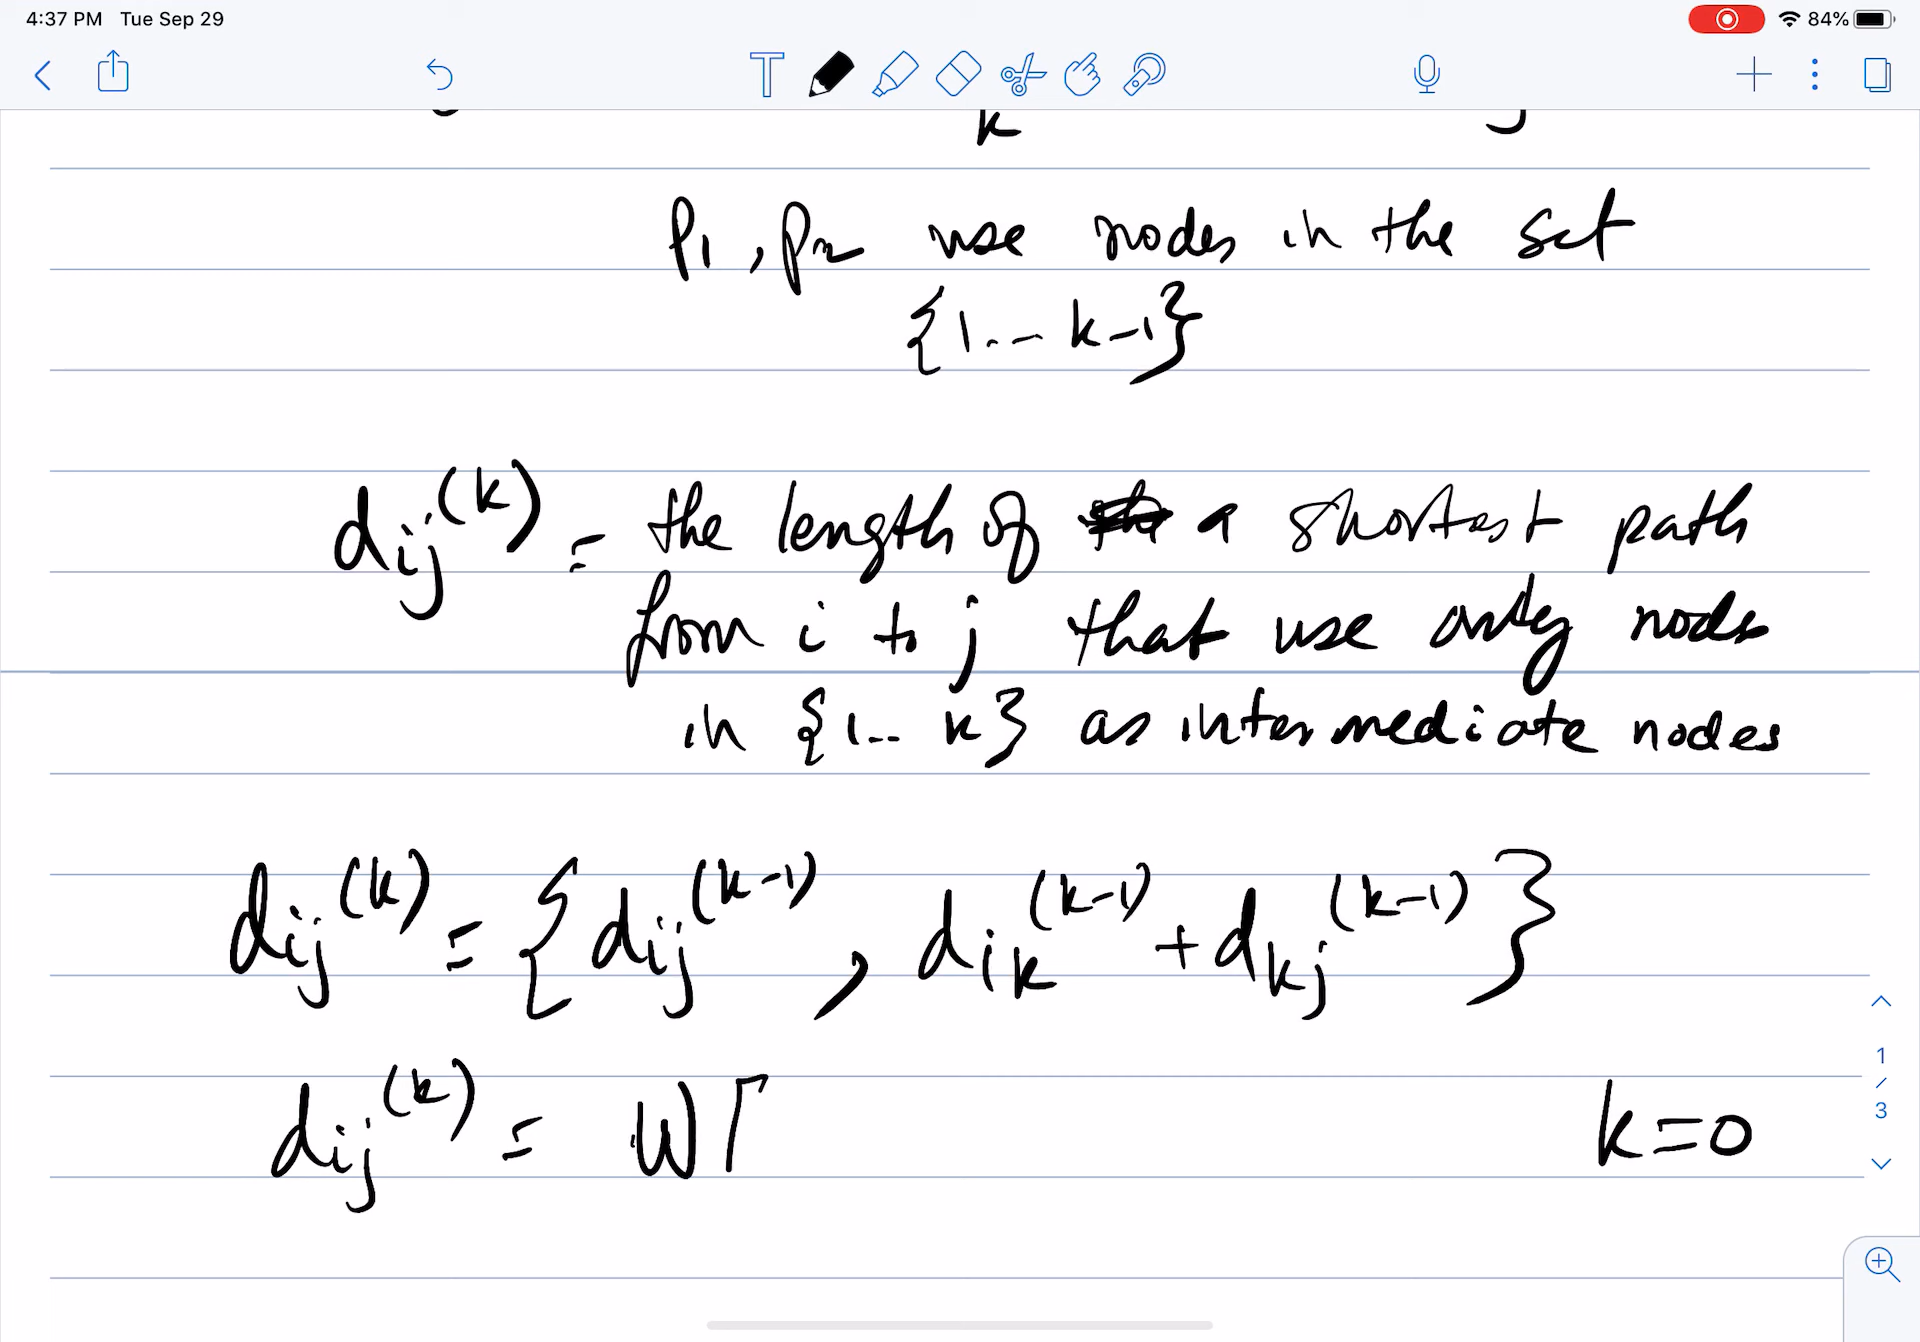 4:37 PM Tue Sep 29
84%
T
k j
p1, p2 use nodes in the set
{1... k-1}
dij^(k) = the length of a shortest path
from i to j that use only nodes
in {1.. k} as intermediate nodes
dij^(k) = {dij^(k-1), dik^(k-1) + dkj^(k-1)}
dij^(k) = W k=0
1
/
3